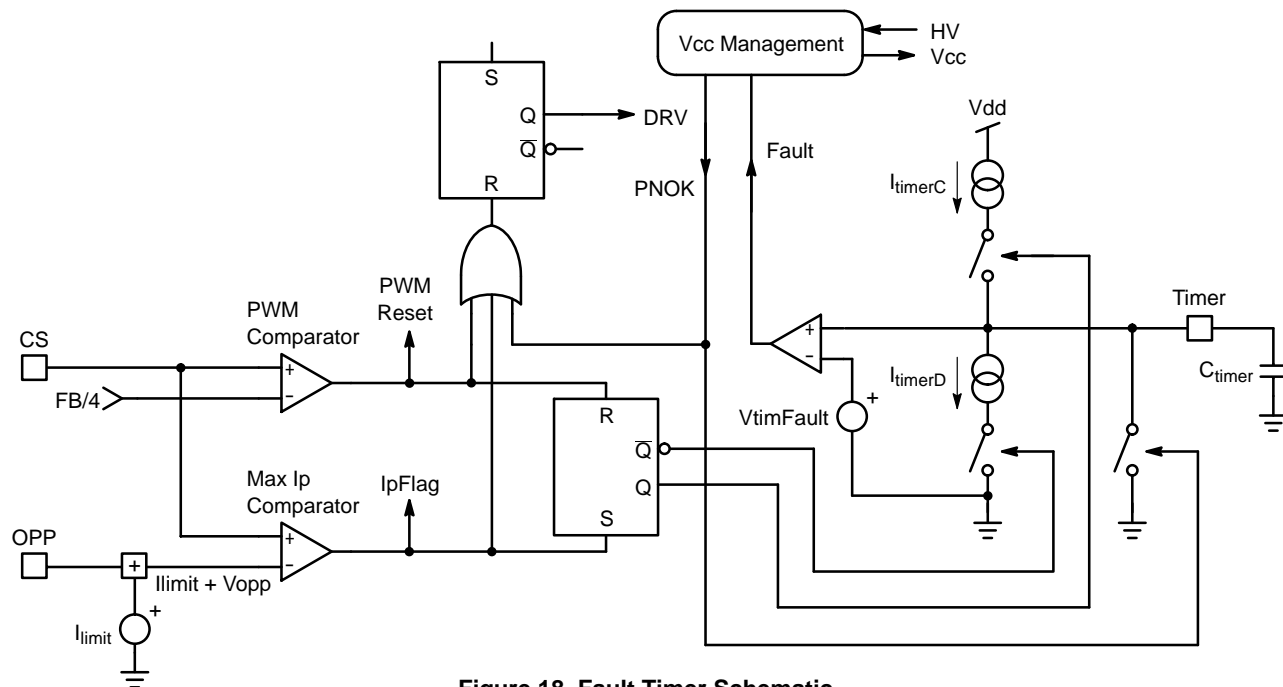 Vcc Management
HV
Vcc
S
Q
DRV
Q
R
Fault
PNOK
Vdd
ItimerC
PWM
Reset
PWM
Comparator
CS
+
−
FB/4
Timer
+
−
ItimerD
Ctimer
VtimFault
+
R
Q
Q
S
Max Ip
Comparator
IpFlag
OPP
+
+
−
Ilimit + Vopp
+
Ilimit
Figure 18. Fault Timer Schematic